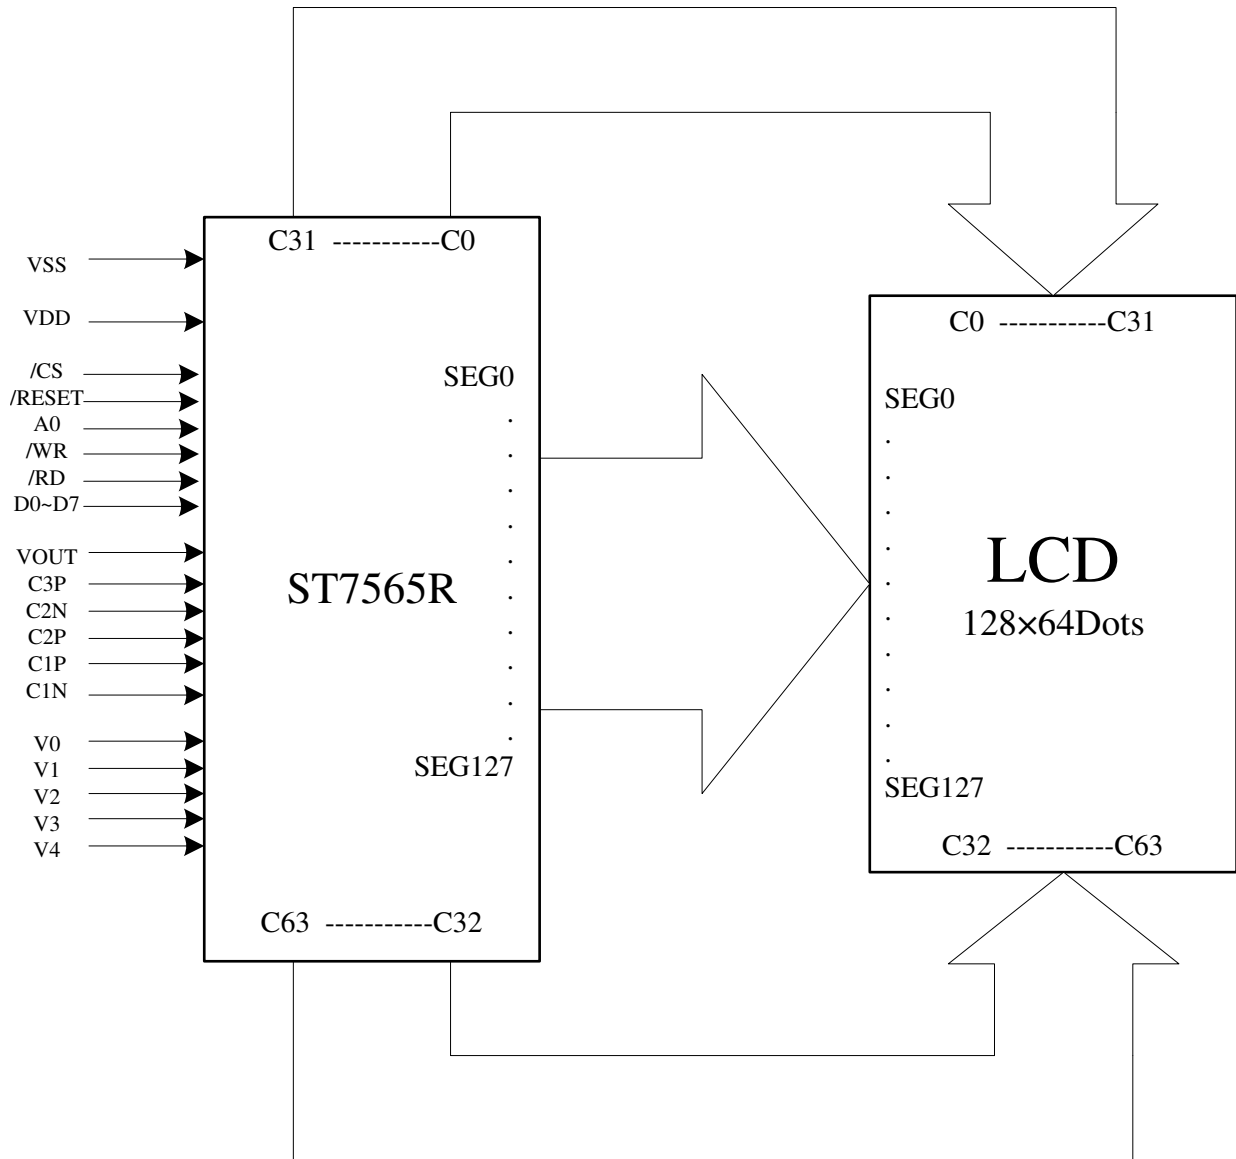 C31 -----------C0
VSS
VDD
/CS
/RESET
A0
/WR
/RD
D0~D7
VOUT
C3P
C2N
C2P
C1P
C1N
V0
V1
V2
V3
V4
SEG0
.
.
.
.
.
.
.
.
.
.
SEG127
ST7565R
C63 -----------C32
C0 -----------C31
SEG0
.
.
.
.
.
.
.
.
.
.
SEG127
LCD
128×64Dots
C32 -----------C63